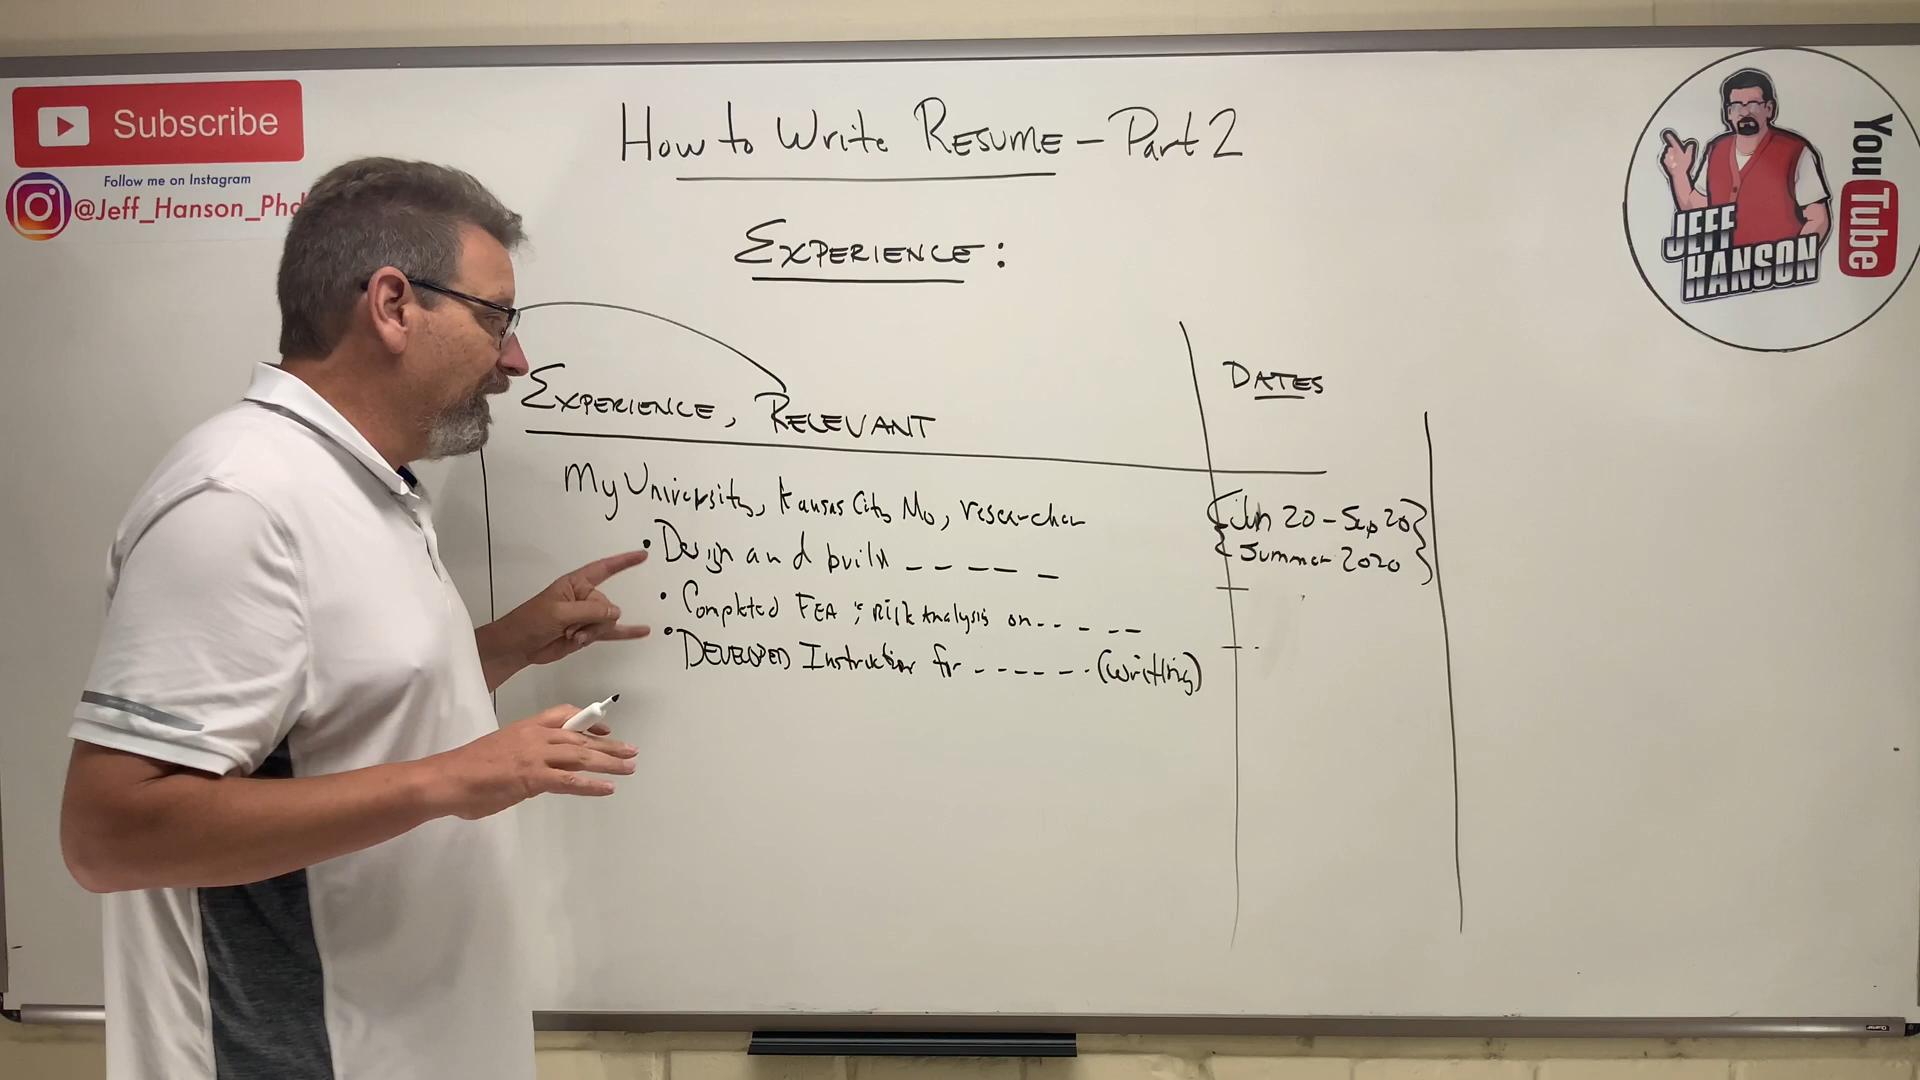 Subscribe
Follow me on Instagram
@Jeff_Hanson_Phd
How to Write RESUME - Part 2
EXPERIENCE:
YouTube
JEFF
HANSON
EXPERIENCE, RELEVANT
DATES
My University, Kansas City Mo, researcher
{Jun 20 - Sep 20}
{Summer 2020}
• Design and build _ _ _ _ _
• Completed FEA & Risk Analysis on - - - - -
• DEVELOPED Instruction for - - - - - - (writting)